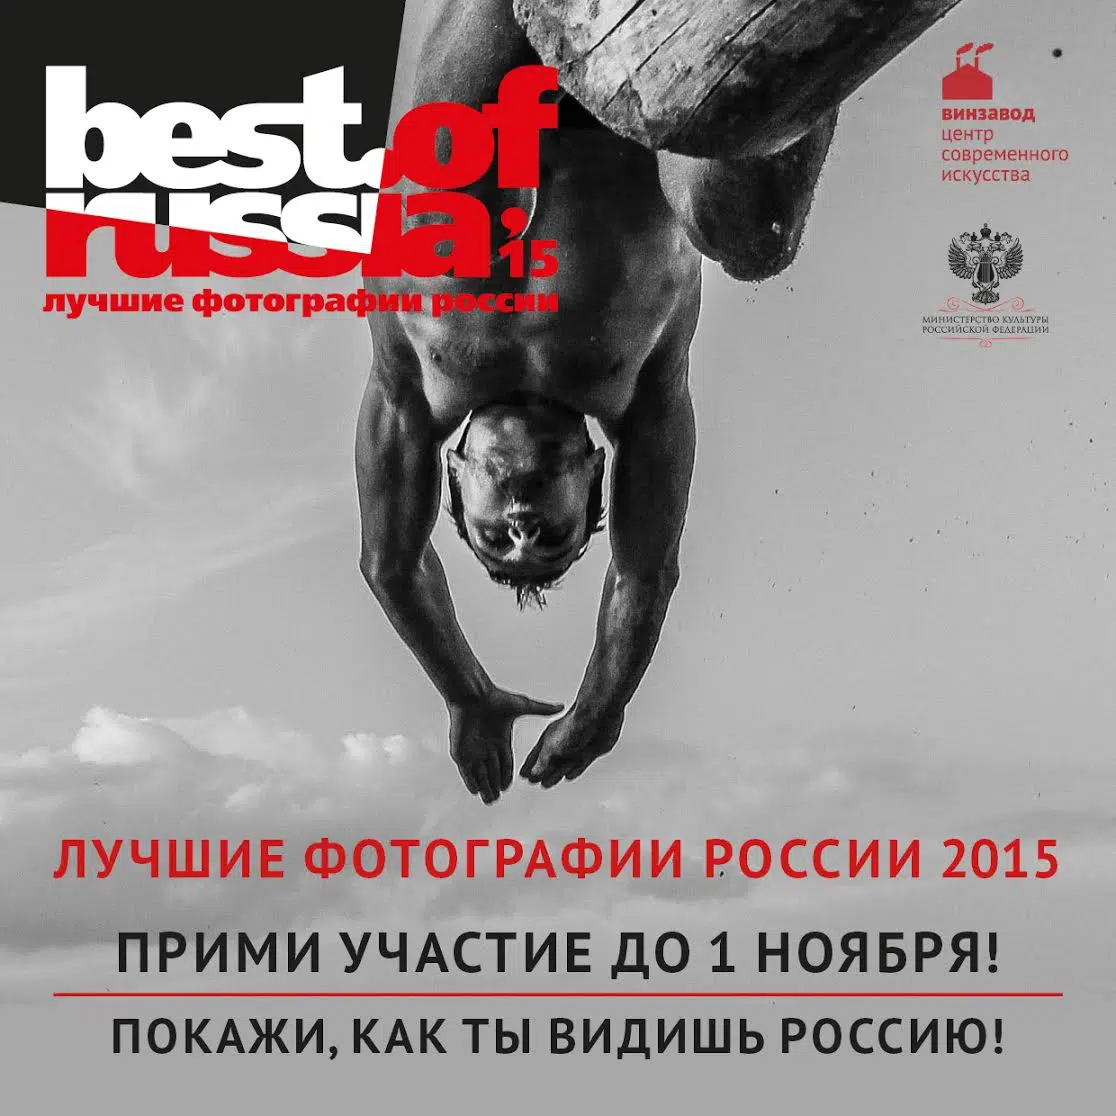 best of
russia'15
лучшие фотографии россии
ВИНЗАВОД
центр
современного
искусства
МИНИСТЕРСТВО КУЛЬТУРЫ
РОССИЙСКОЙ ФЕДЕРАЦИИ
ЛУЧШИЕ ФОТОГРАФИИ РОССИИ 2015
ПРИМИ УЧАСТИЕ ДО 1 НОЯБРЯ!
ПОКАЖИ, КАК ТЫ ВИДИШЬ РОССИЮ!